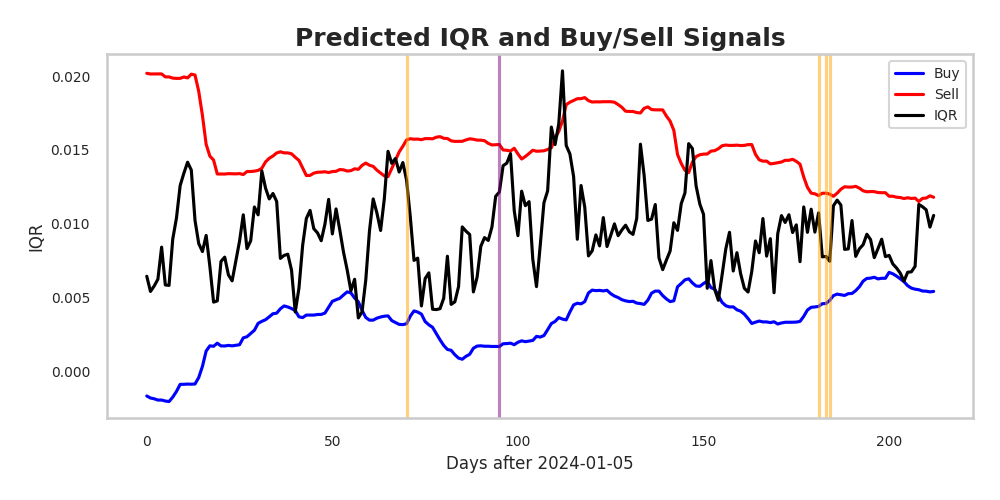 Predicted IQR and Buy/Sell Signals
0.020
0.015
0.010
0.005
0.000
IQR
Buy
Sell
IQR
0
50
100
150
200
Days after 2024-01-05